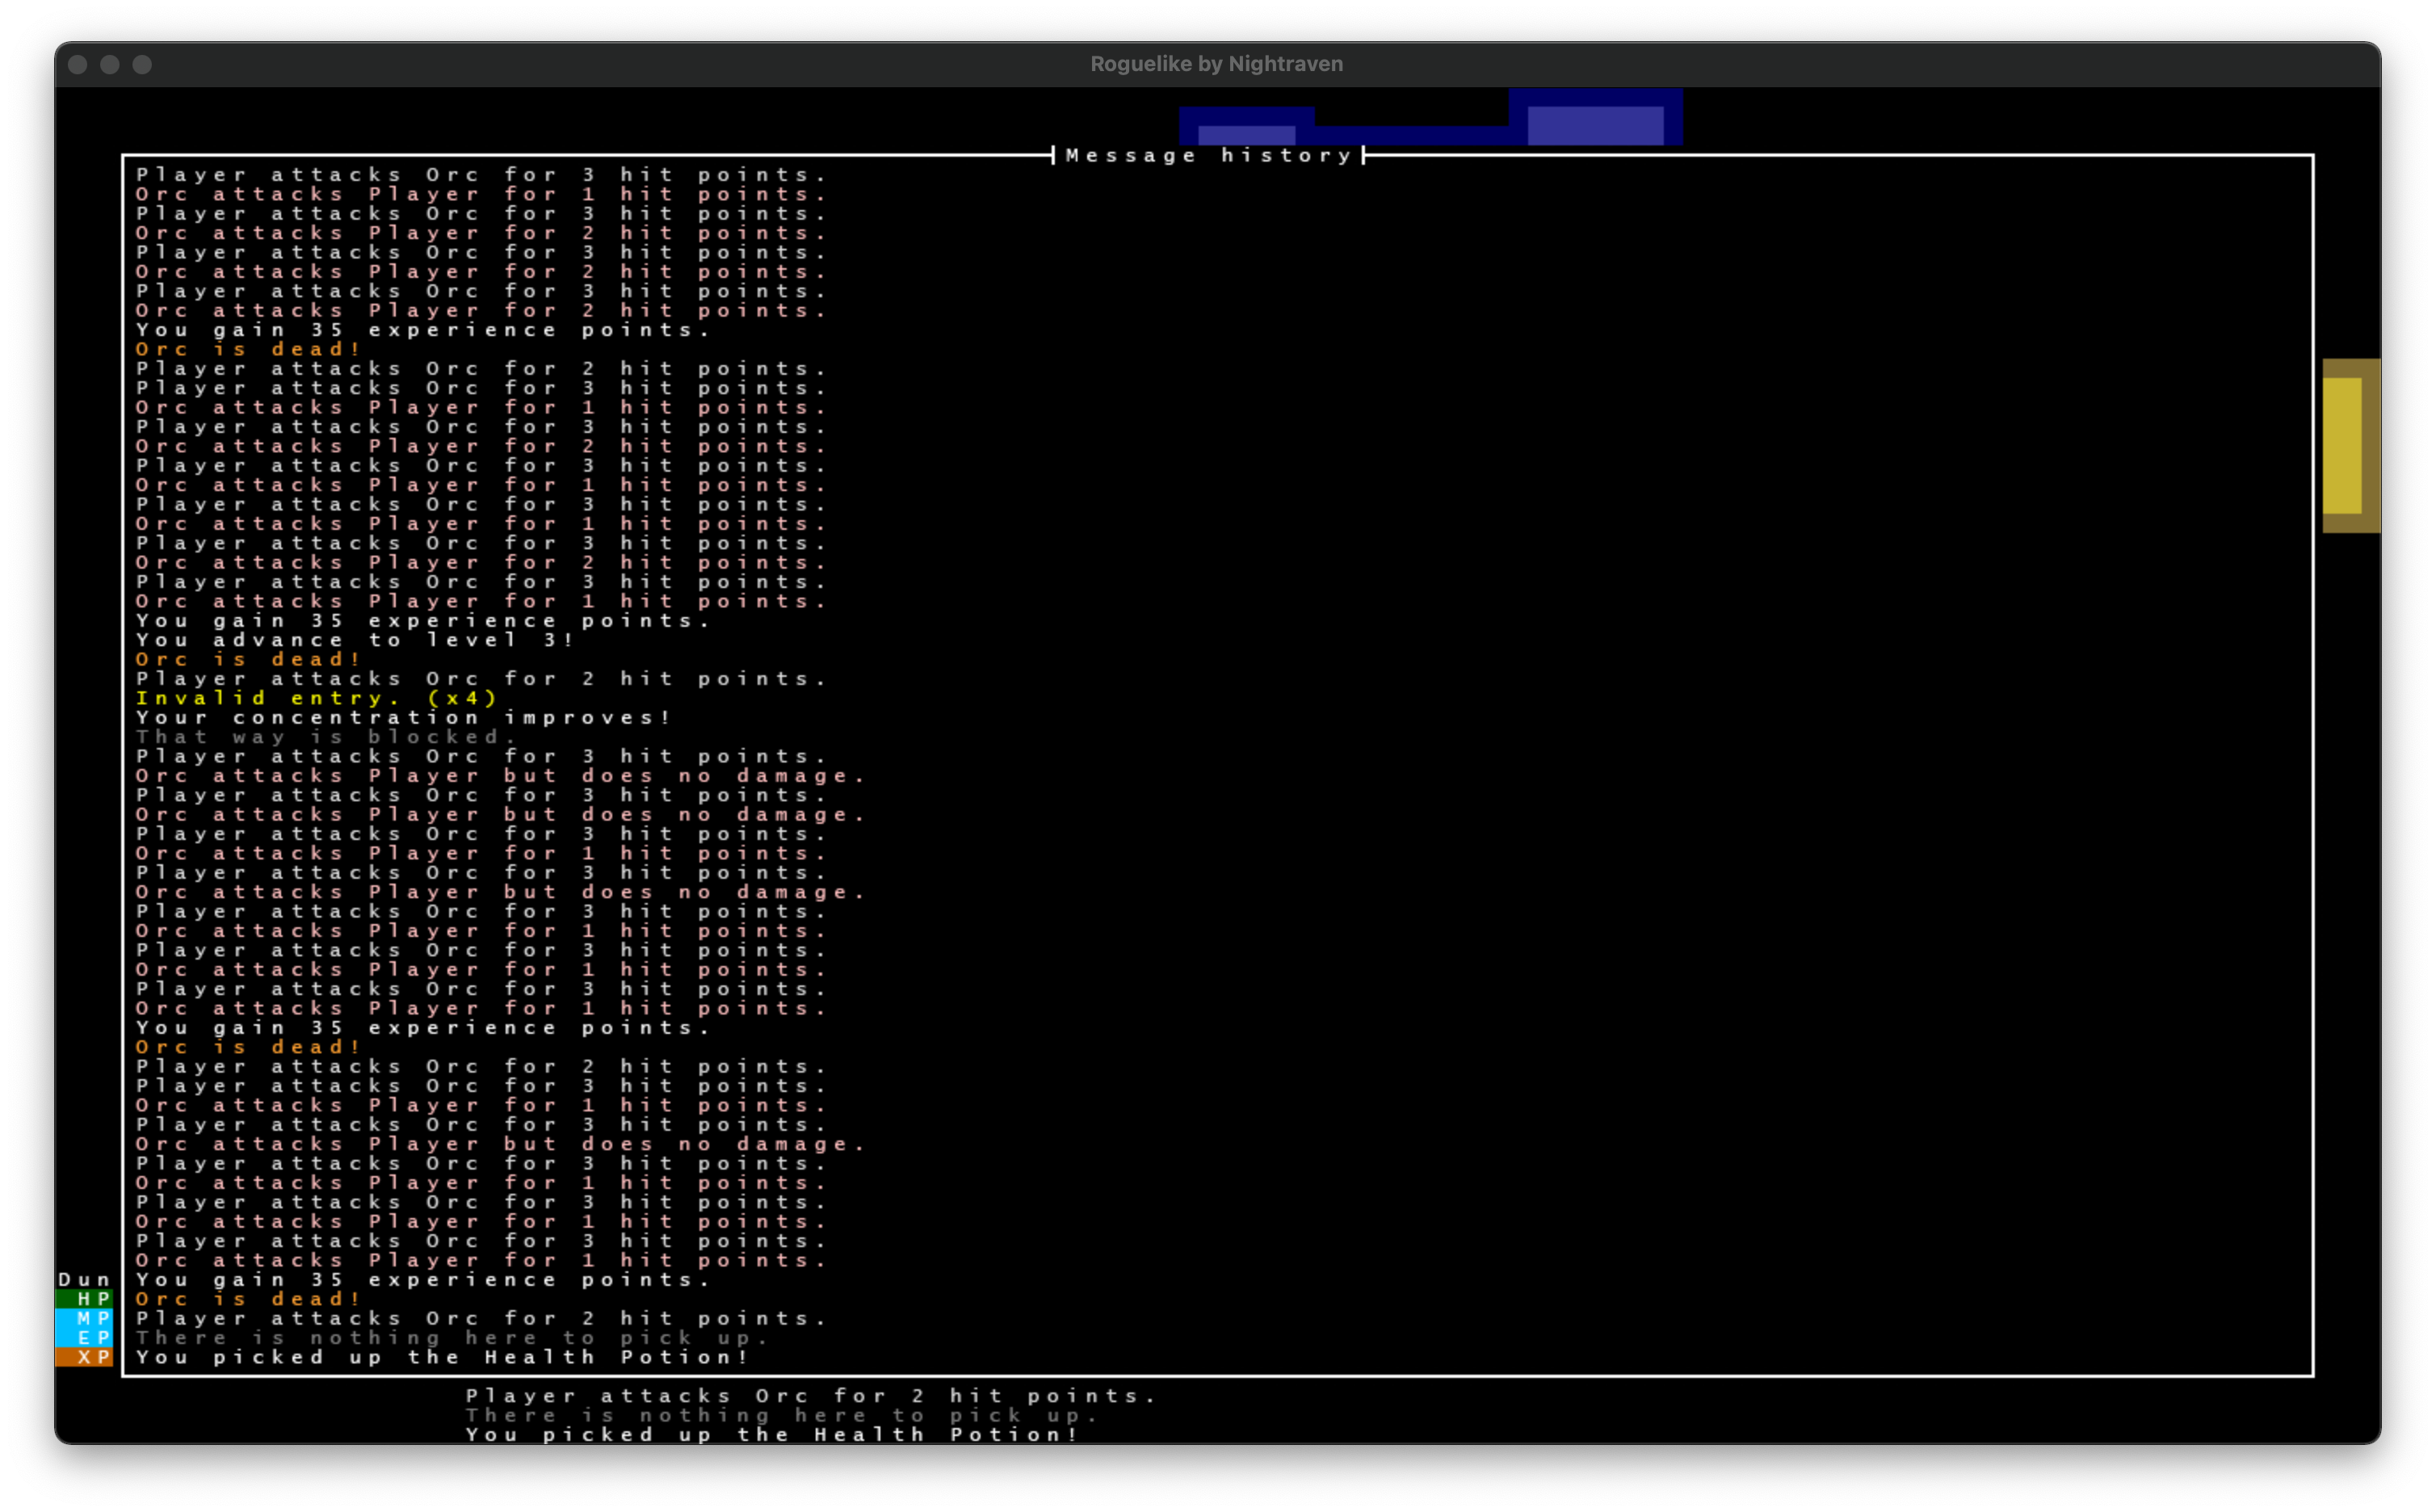 Roguelike by Nightraven
Message history
Player attacks Orc for 3 hit points.
Orc attacks Player for 1 hit points.
Player attacks Orc for 3 hit points.
Orc attacks Player for 2 hit points.
Player attacks Orc for 3 hit points.
Orc attacks Player for 2 hit points.
Player attacks Orc for 3 hit points.
Orc attacks Player for 2 hit points.
You gain 35 experience points.
Orc is dead!
Player attacks Orc for 2 hit points.
Player attacks Orc for 3 hit points.
Orc attacks Player for 1 hit points.
Player attacks Orc for 3 hit points.
Orc attacks Player for 2 hit points.
Player attacks Orc for 3 hit points.
Orc attacks Player for 1 hit points.
Player attacks Orc for 3 hit points.
Orc attacks Player for 1 hit points.
Player attacks Orc for 3 hit points.
Orc attacks Player for 2 hit points.
Player attacks Orc for 3 hit points.
Orc attacks Player for 1 hit points.
You gain 35 experience points.
You advance to level 3!
Orc is dead!
Player attacks Orc for 2 hit points.
Invalid entry. (x4)
Your concentration improves!
That way is blocked.
Player attacks Orc for 3 hit points.
Orc attacks Player but does no damage.
Player attacks Orc for 3 hit points.
Orc attacks Player but does no damage.
Player attacks Orc for 3 hit points.
Orc attacks Player for 1 hit points.
Player attacks Orc for 3 hit points.
Orc attacks Player but does no damage.
Player attacks Orc for 3 hit points.
Orc attacks Player for 1 hit points.
Player attacks Orc for 3 hit points.
Orc attacks Player for 1 hit points.
Player attacks Orc for 3 hit points.
Orc attacks Player for 1 hit points.
You gain 35 experience points.
Orc is dead!
Player attacks Orc for 2 hit points.
Player attacks Orc for 3 hit points.
Orc attacks Player for 1 hit points.
Player attacks Orc for 3 hit points.
Orc attacks Player but does no damage.
Player attacks Orc for 3 hit points.
Orc attacks Player for 1 hit points.
Player attacks Orc for 3 hit points.
Orc attacks Player for 1 hit points.
Player attacks Orc for 3 hit points.
Orc attacks Player for 1 hit points.
Dun You gain 35 experience points.
HP Orc is dead!
MP Player attacks Orc for 2 hit points.
EP There is nothing here to pick up.
XP You picked up the Health Potion!
Player attacks Orc for 2 hit points.
There is nothing here to pick up.
You picked up the Health Potion!